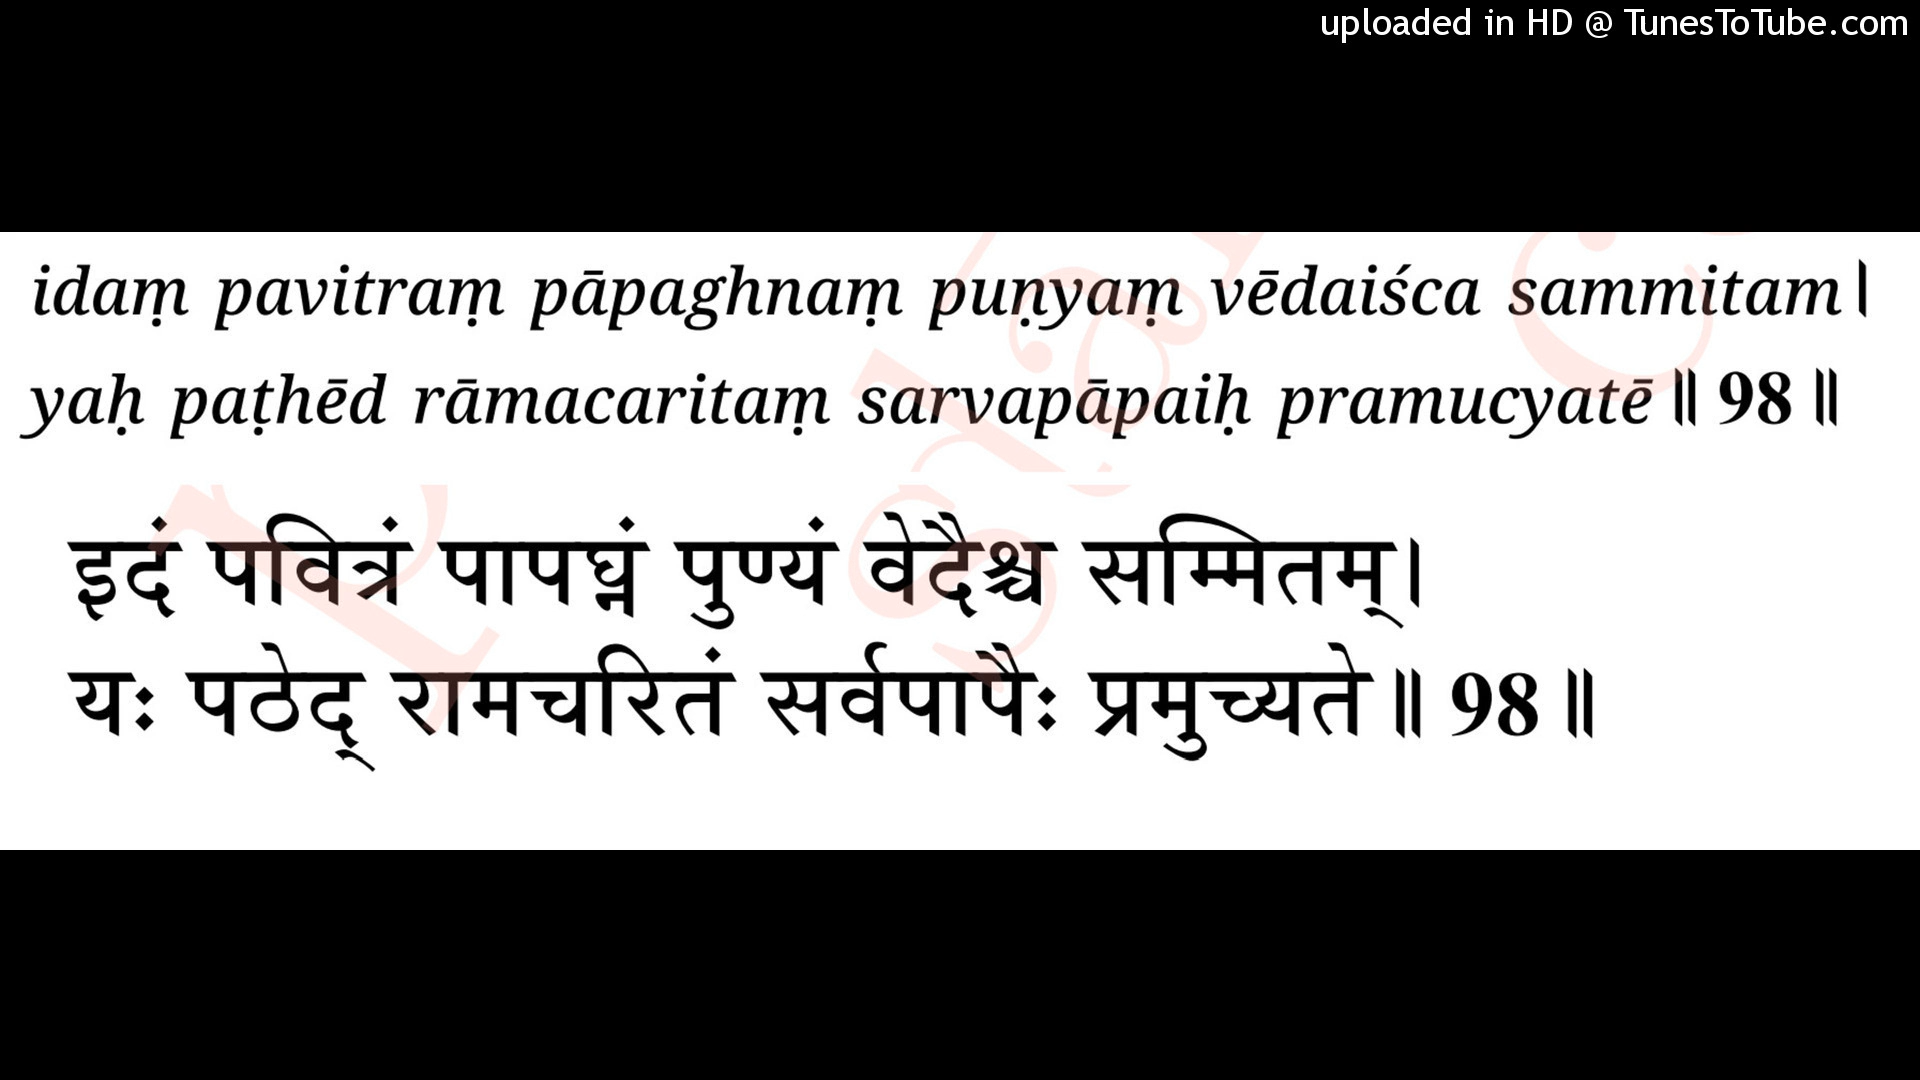 uploaded in HD @ TunesToTube.com
idaṃ pavitraṃ pāpaghnaṃ puṇyaṃ vēdaiśca sammitam।
yaḥ paṭhēd rāmacaritaṃ sarvapāpaiḥ pramucyatē॥ 98॥
इदं पवित्रं पापघ्नं पुण्यं वेदैश्च सम्मितम्।
यः पठेद् रामचरितं सर्वपापैः प्रमुच्यते॥ 98॥